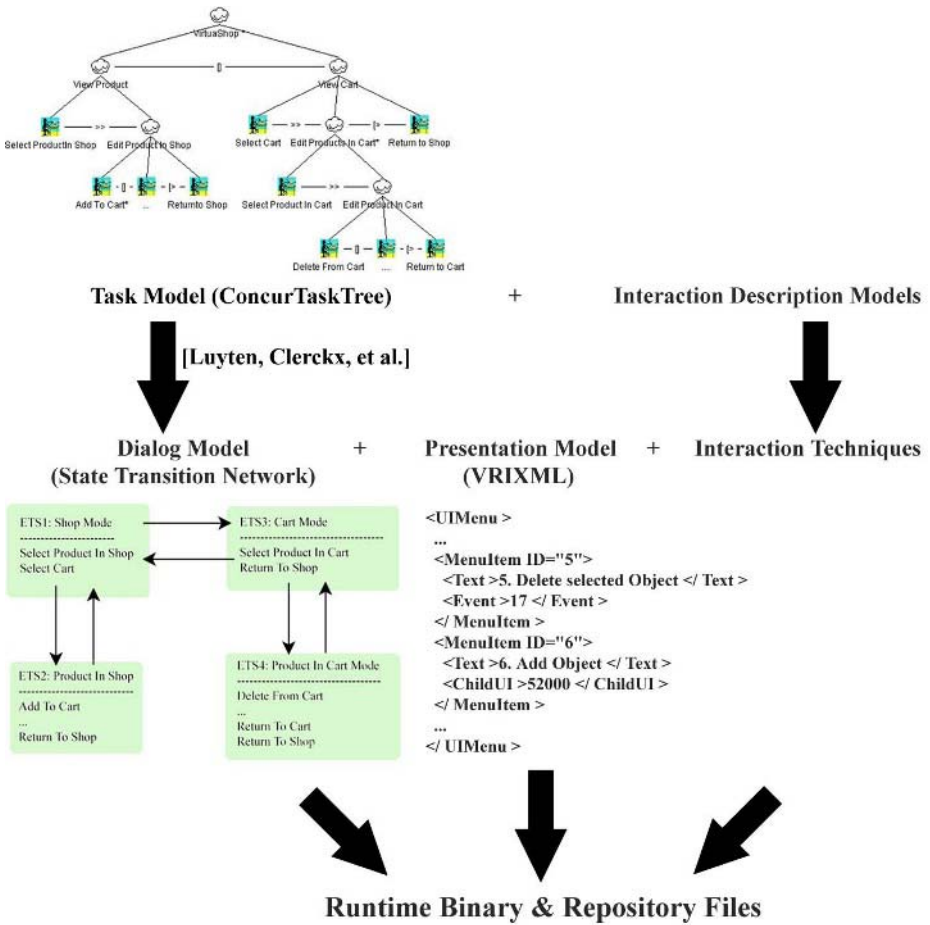 VirtuaShop *
[]
View Product
View Cart
>>
>>
[>
Select ProductIn Shop
Edit Product In Shop
Select Cart
Edit Products In Cart*
Return to Shop
- [] -
- [> -
>>
Add To Cart*
...
Returnto Shop
Select Product In Cart
Edit Product In Cart
[]
- [> -
Delete From Cart
....
Return to Cart
Task Model (ConcurTaskTree)
+
Interaction Description Models
[Luyten, Clerckx, et al.]
Dialog Model
(State Transition Network)
+
Presentation Model
(VRIXML)
+
Interaction Techniques
ETS1: Shop Mode
-----------------------
Select Product In Shop
Select Cart
ETS3: Cart Mode
-----------------------------------
Select Product In Cart
Return To Shop
ETS2: Product In Shop
----------------------------
Add To Cart
...
Return To Shop
ETS4: Product In Cart Mode
---------------------------------
Delete From Cart
...
Return To Cart
Return To Shop
<UIMenu >
...
<MenuItem ID="5">
<Text >5. Delete selected Object </ Text >
<Event >17 </ Event >
</ MenuItem >
<MenuItem ID="6">
<Text >6. Add Object </ Text >
<ChildUI >52000 </ ChildUI >
</ MenuItem >
...
</ UIMenu >
Runtime Binary & Repository Files